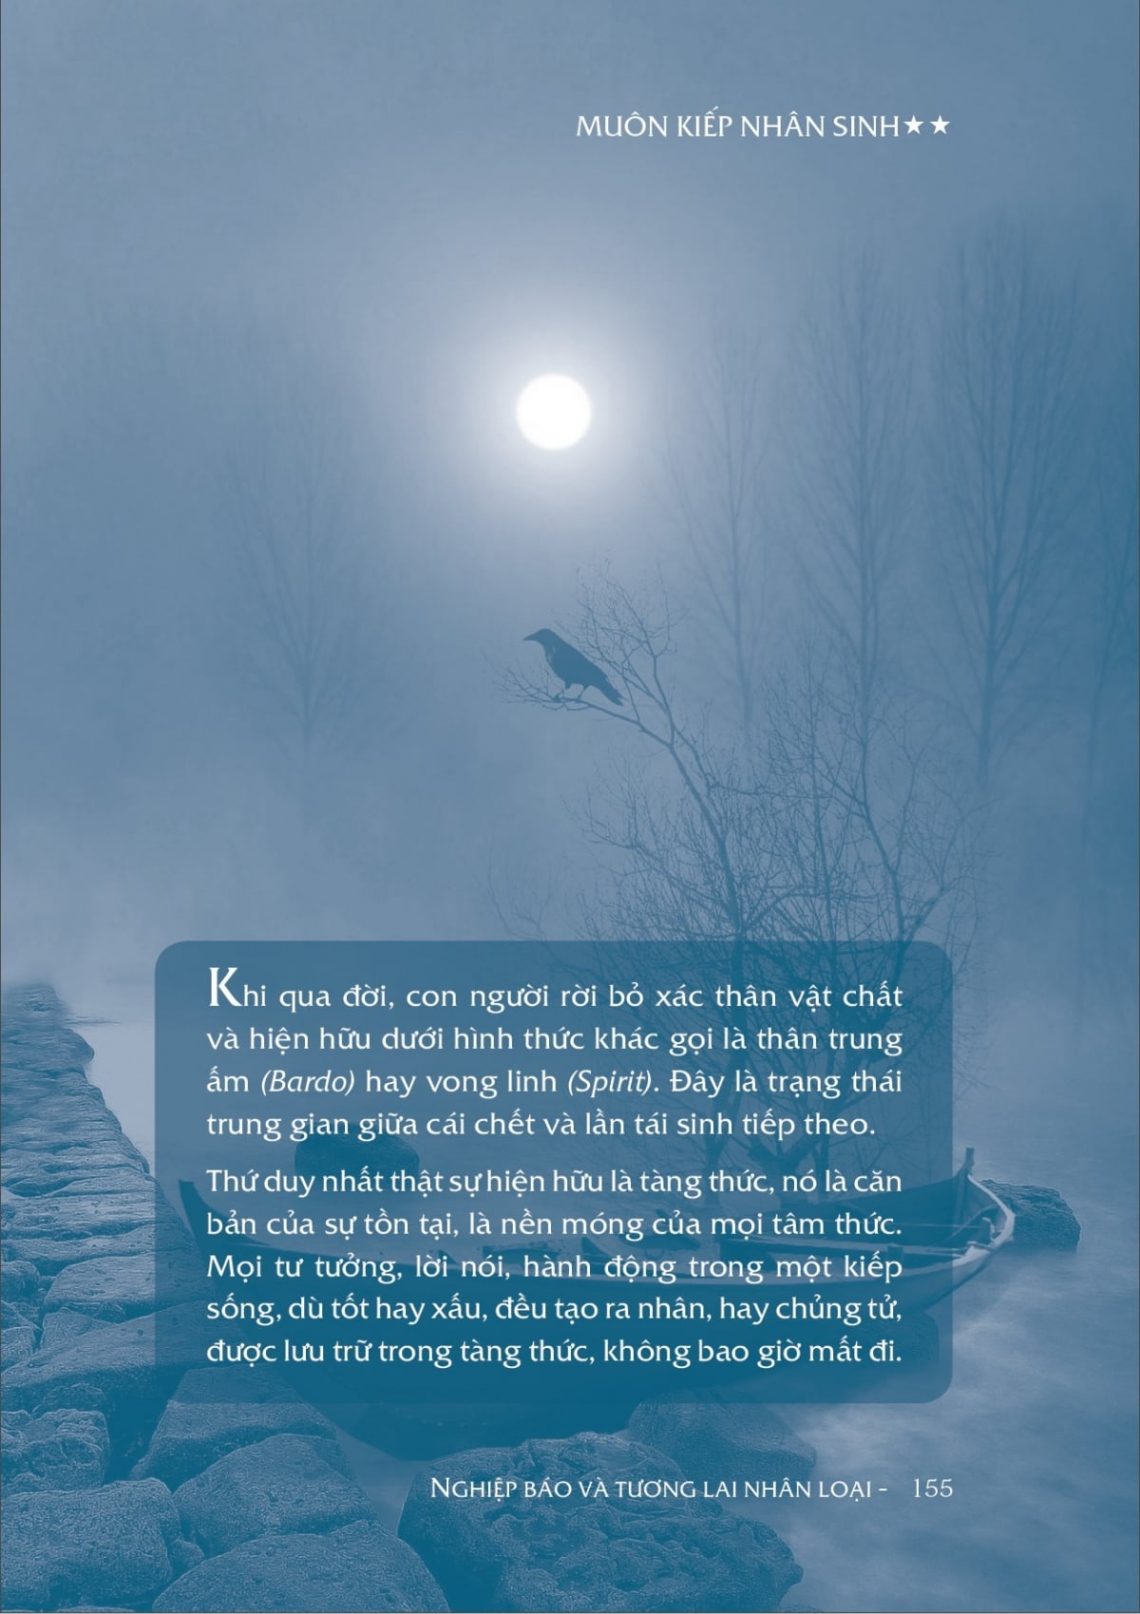 MUÔN KIẾP NHÂN SINH★★
Khi qua đời, con người rời bỏ xác thân vật chất
và hiện hữu dưới hình thức khác gọi là thân trung
ấm (Bardo) hay vong linh (Spirit). Đây là trạng thái
trung gian giữa cái chết và lần tái sinh tiếp theo.
Thứ duy nhất thật sự hiện hữu là tàng thức, nó là căn
bản của sự tồn tại, là nền móng của mọi tâm thức.
Mọi tư tưởng, lời nói, hành động trong một kiếp
sống, dù tốt hay xấu, đều tạo ra nhân, hay chủng tử,
được lưu trữ trong tàng thức, không bao giờ mất đi.
NGHIỆP BÁO VÀ TƯƠNG LAI NHÂN LOẠI - 155